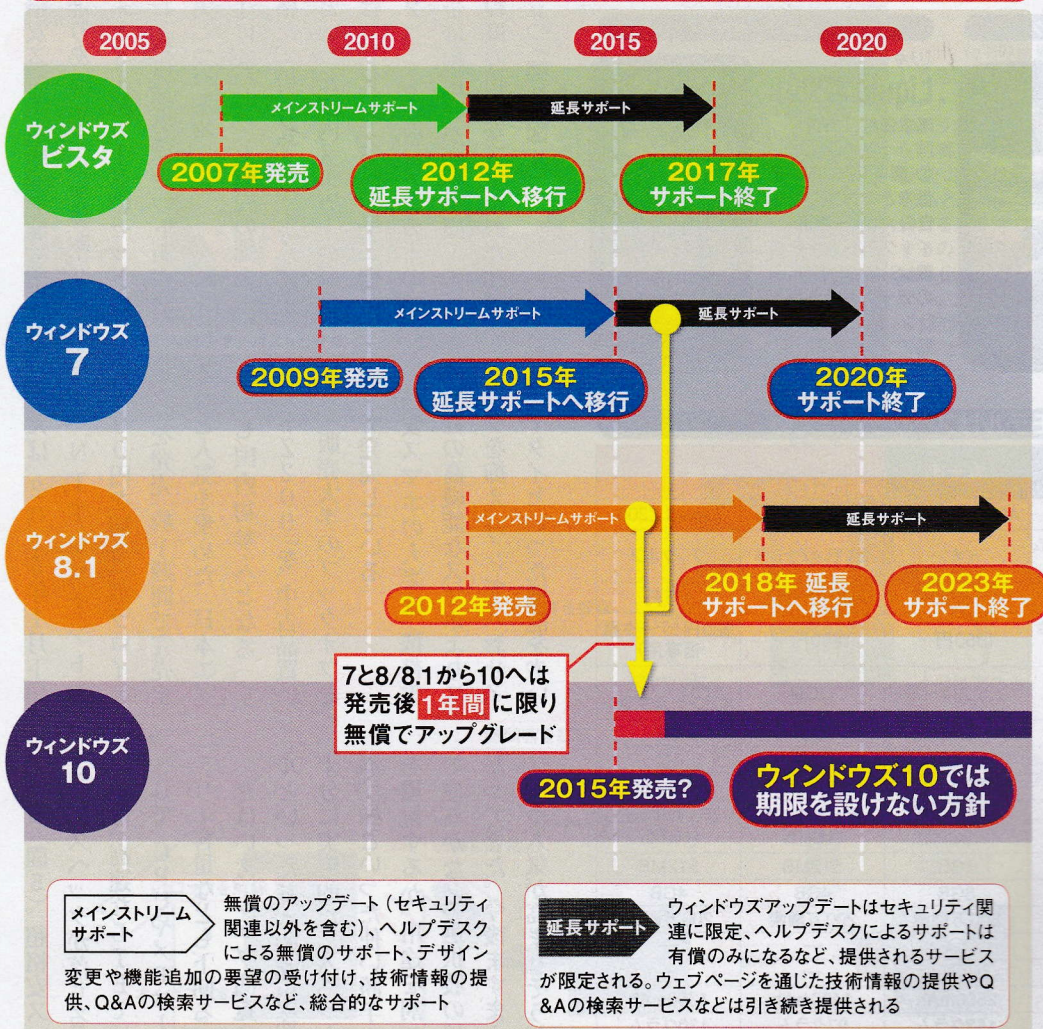 2005
2010
2015
2020
ウィンドウズ
ビスタ
メインストリームサポート
延長サポート
2007年発売
2012年
延長サポートへ移行
2017年
サポート終了
ウィンドウズ
7
メインストリームサポート
延長サポート
2009年発売
2015年
延長サポートへ移行
2020年
サポート終了
ウィンドウズ
8.1
メインストリームサポート
延長サポート
2012年発売
2018年 延長
サポートへ移行
2023年
サポート終了
7と8/8.1から10へは
発売後1年間に限り
無償でアップグレード
ウィンドウズ
10
2015年発売?
ウィンドウズ10では
期限を設けない方針
メインストリーム
サポート
無償のアップデート(セキュリティ
関連以外を含む)、ヘルプデスク
による無償のサポート、デザイン
変更や機能追加の要望の受け付け、技術情報の提
供、Q&Aの検索サービスなど、総合的なサポート
延長サポート
ウィンドウズアップデートはセキュリティ関
連に限定、ヘルプデスクによるサポートは
有償のみになるなど、提供されるサービス
が限定される。ウェブページを通じた技術情報の提供やQ
&Aの検索サービスなどは引き続き提供される